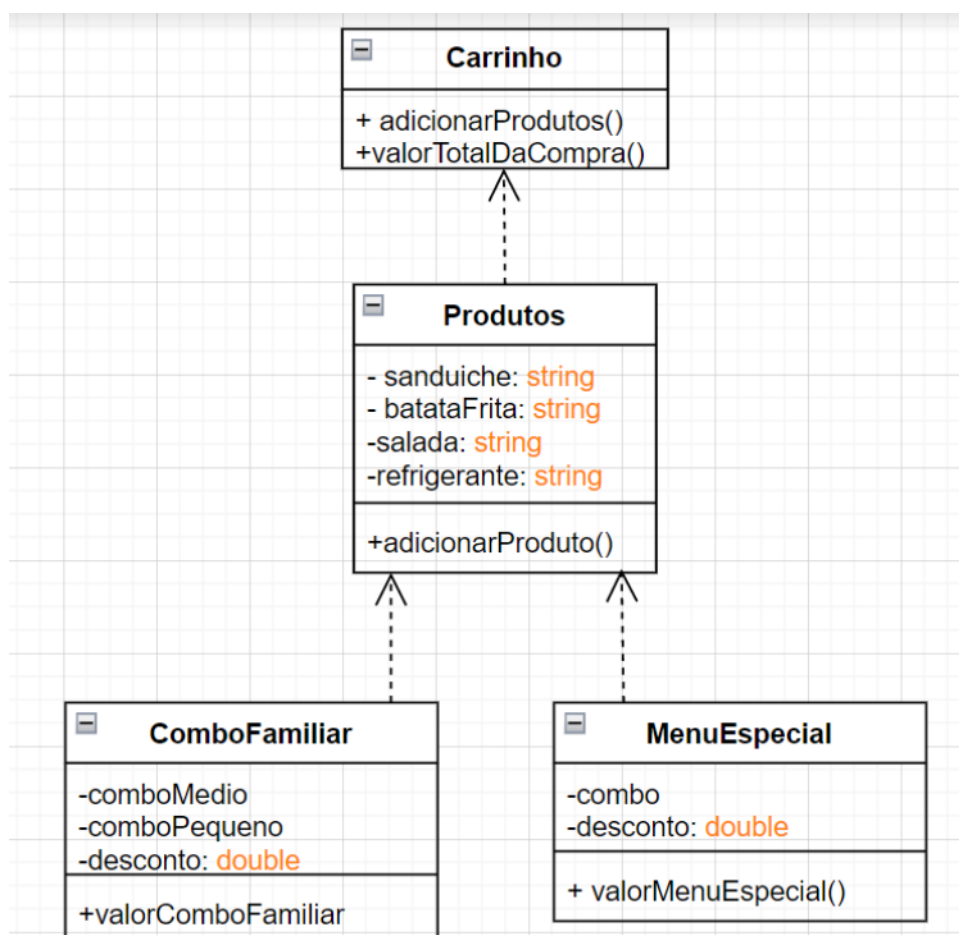 Carrinho
+ adicionarProdutos()
+valorTotalDaCompra()
Produtos
- sanduiche: string
- batataFrita: string
-salada: string
-refrigerante: string
+adicionarProduto()
ComboFamiliar
-comboMedio
-comboPequeno
-desconto: double
+valorComboFamiliar
MenuEspecial
-combo
-desconto: double
+ valorMenuEspecial()